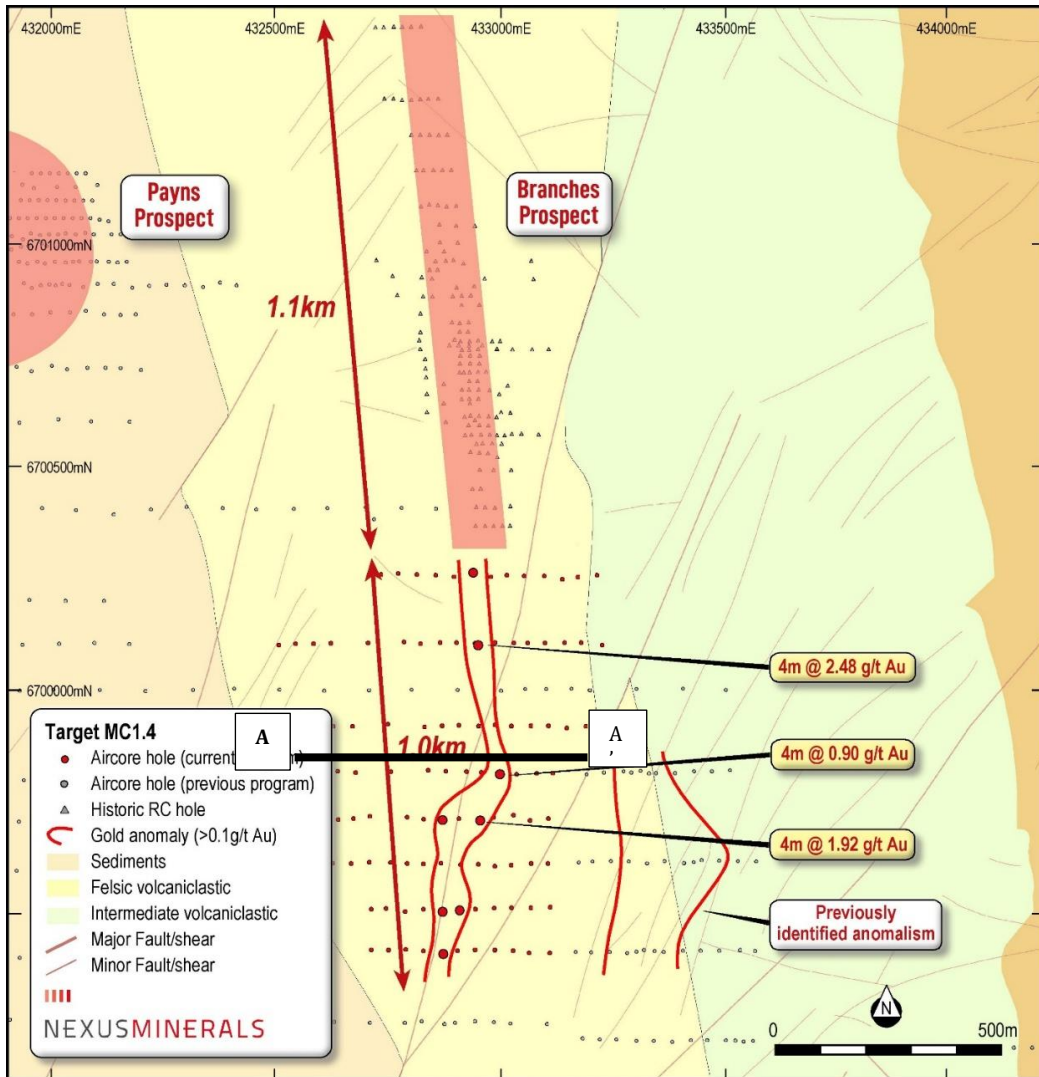 432000mE
432500mE
433000mE
433500mE
434000mE
Payns
Prospect
Branches
Prospect
6701000mN
1.1km
6700500mN
4m @ 2.48 g/t Au
6700000mN
A
A
'
1.0km
4m @ 0.90 g/t Au
4m @ 1.92 g/t Au
Previously
identified anomalism
Target MC1.4
Aircore hole (current m)
Aircore hole (previous program)
Historic RC hole
Gold anomaly (>0.1g/t Au)
Sediments
Felsic volcaniclastic
Intermediate volcaniclastic
Major Fault/shear
Minor Fault/shear
NEXUSMINERALS
N
0
500m